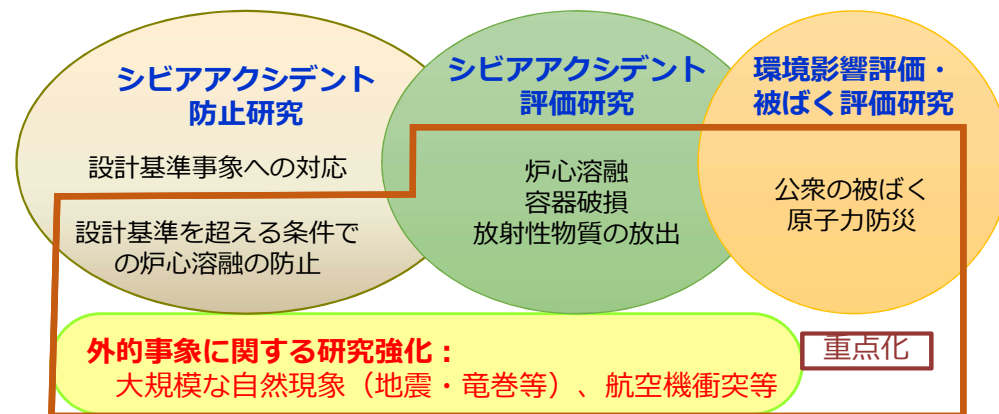 シビアアクシデント
防止研究
設計基準事象への対応
設計基準を超える条件で
の炉心溶融の防止
シビアアクシデント
評価研究
炉心溶融
容器破損
放射性物質の放出
環境影響評価・
被ばく評価研究
公衆の被ばく
原子力防災
外的事象に関する研究強化：
大規模な自然現象（地震・竜巻等）、航空機衝突等
重点化